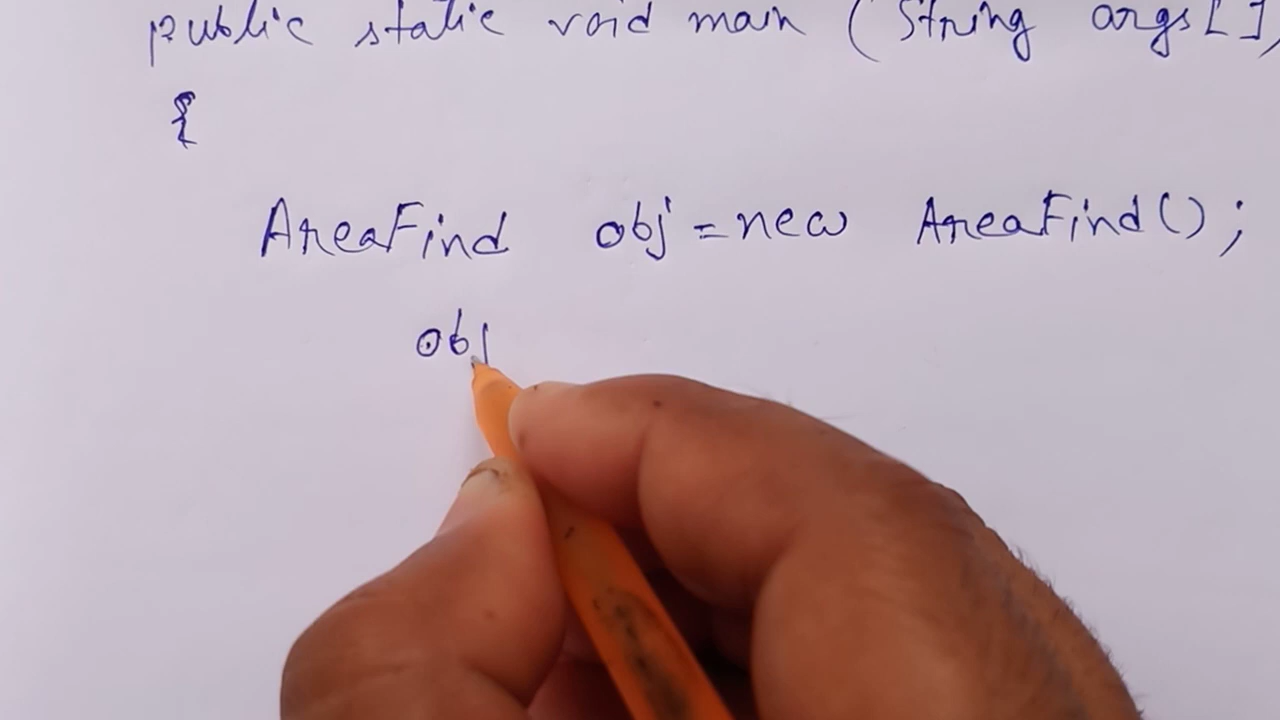 public static void main (String args[])
{
AreaFind obj = new AreaFind();
obj